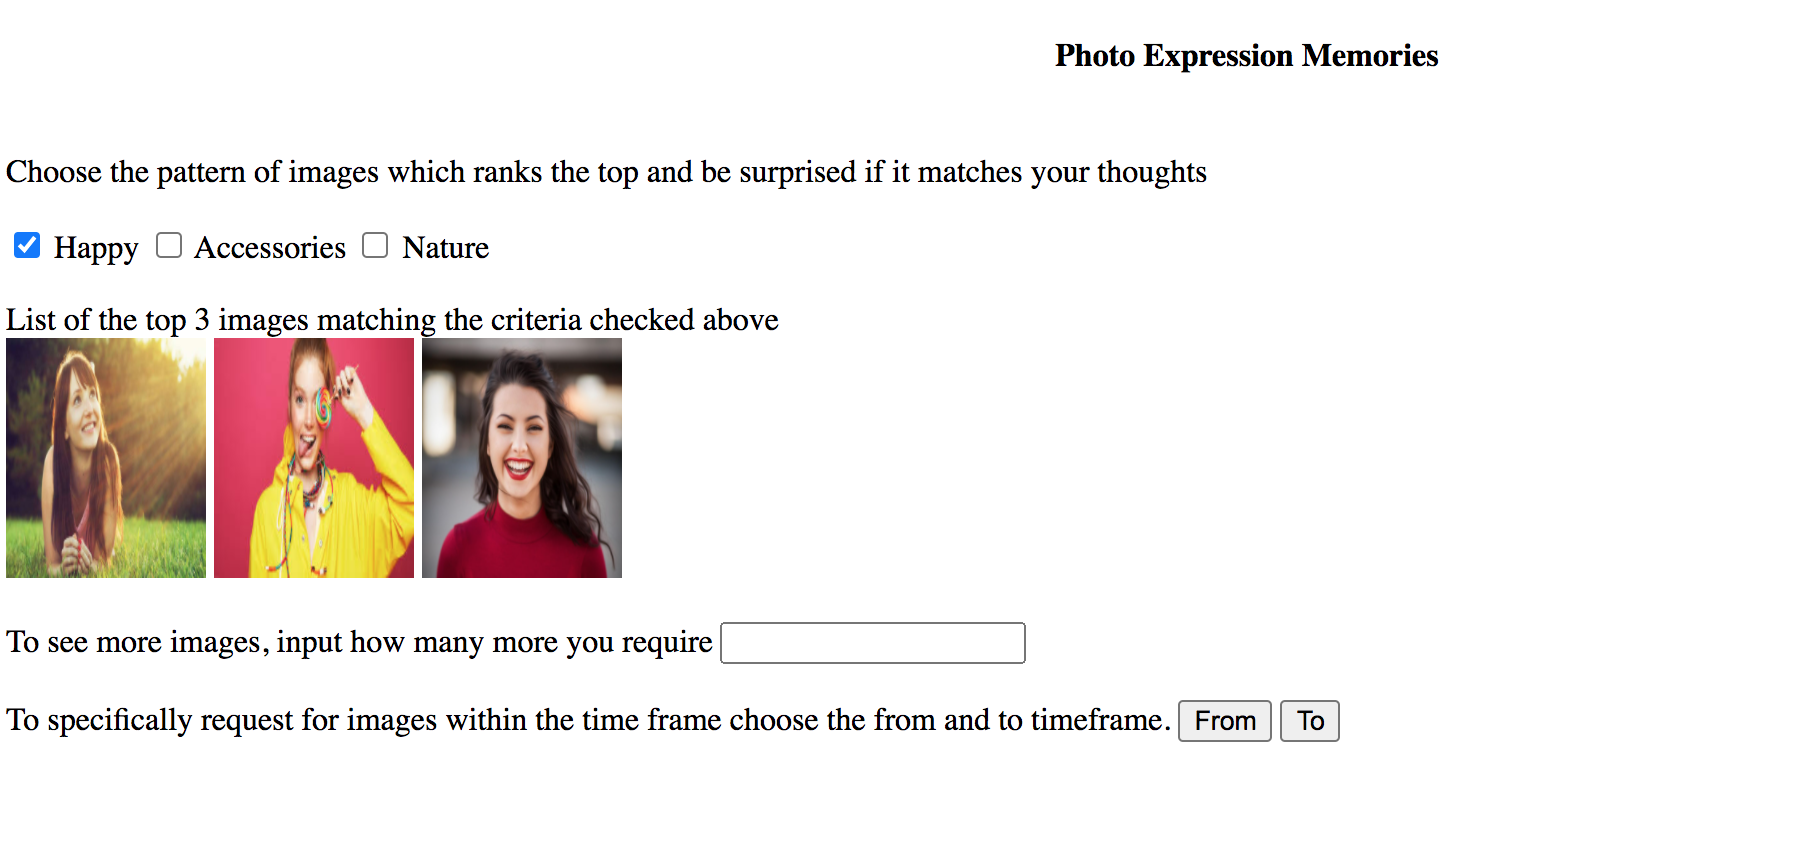 Photo Expression Memories
Choose the pattern of images which ranks the top and be surprised if it matches your thoughts
Happy Accessories Nature
List of the top 3 images matching the criteria checked above
To see more images, input how many more you require
To specifically request for images within the time frame choose the from and to timeframe. From To